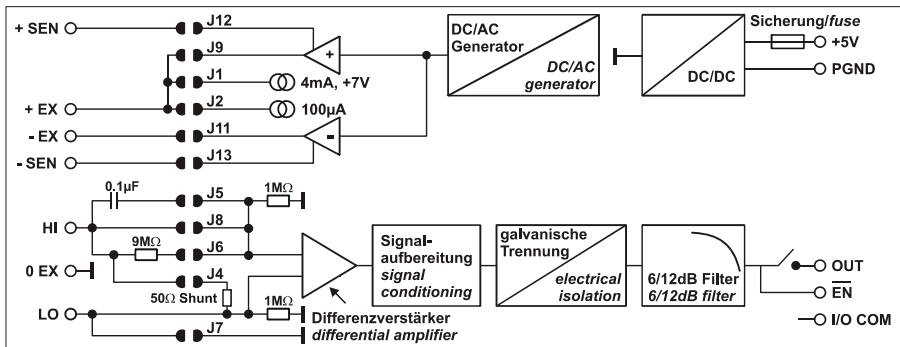 + SEN
J12
J9
+
J1
4mA, +7V
+ EX
J2
100µA
- EX
J11
-
- SEN
J13
DC/AC
Generator
DC/AC
generator
Sicherung/fuse
+5V
DC/DC
PGND
0.1µF
J5
1MΩ
HI
J8
9MΩ
J6
0 EX
J4
50Ω Shunt
LO
1MΩ
J7
Differenzverstärker
differential amplifier
Signal-
aufbereitung
signal
conditioning
galvanische
Trennung
electrical
isolation
6/12dB Filter
6/12dB filter
OUT
E̅N̅
I/O COM